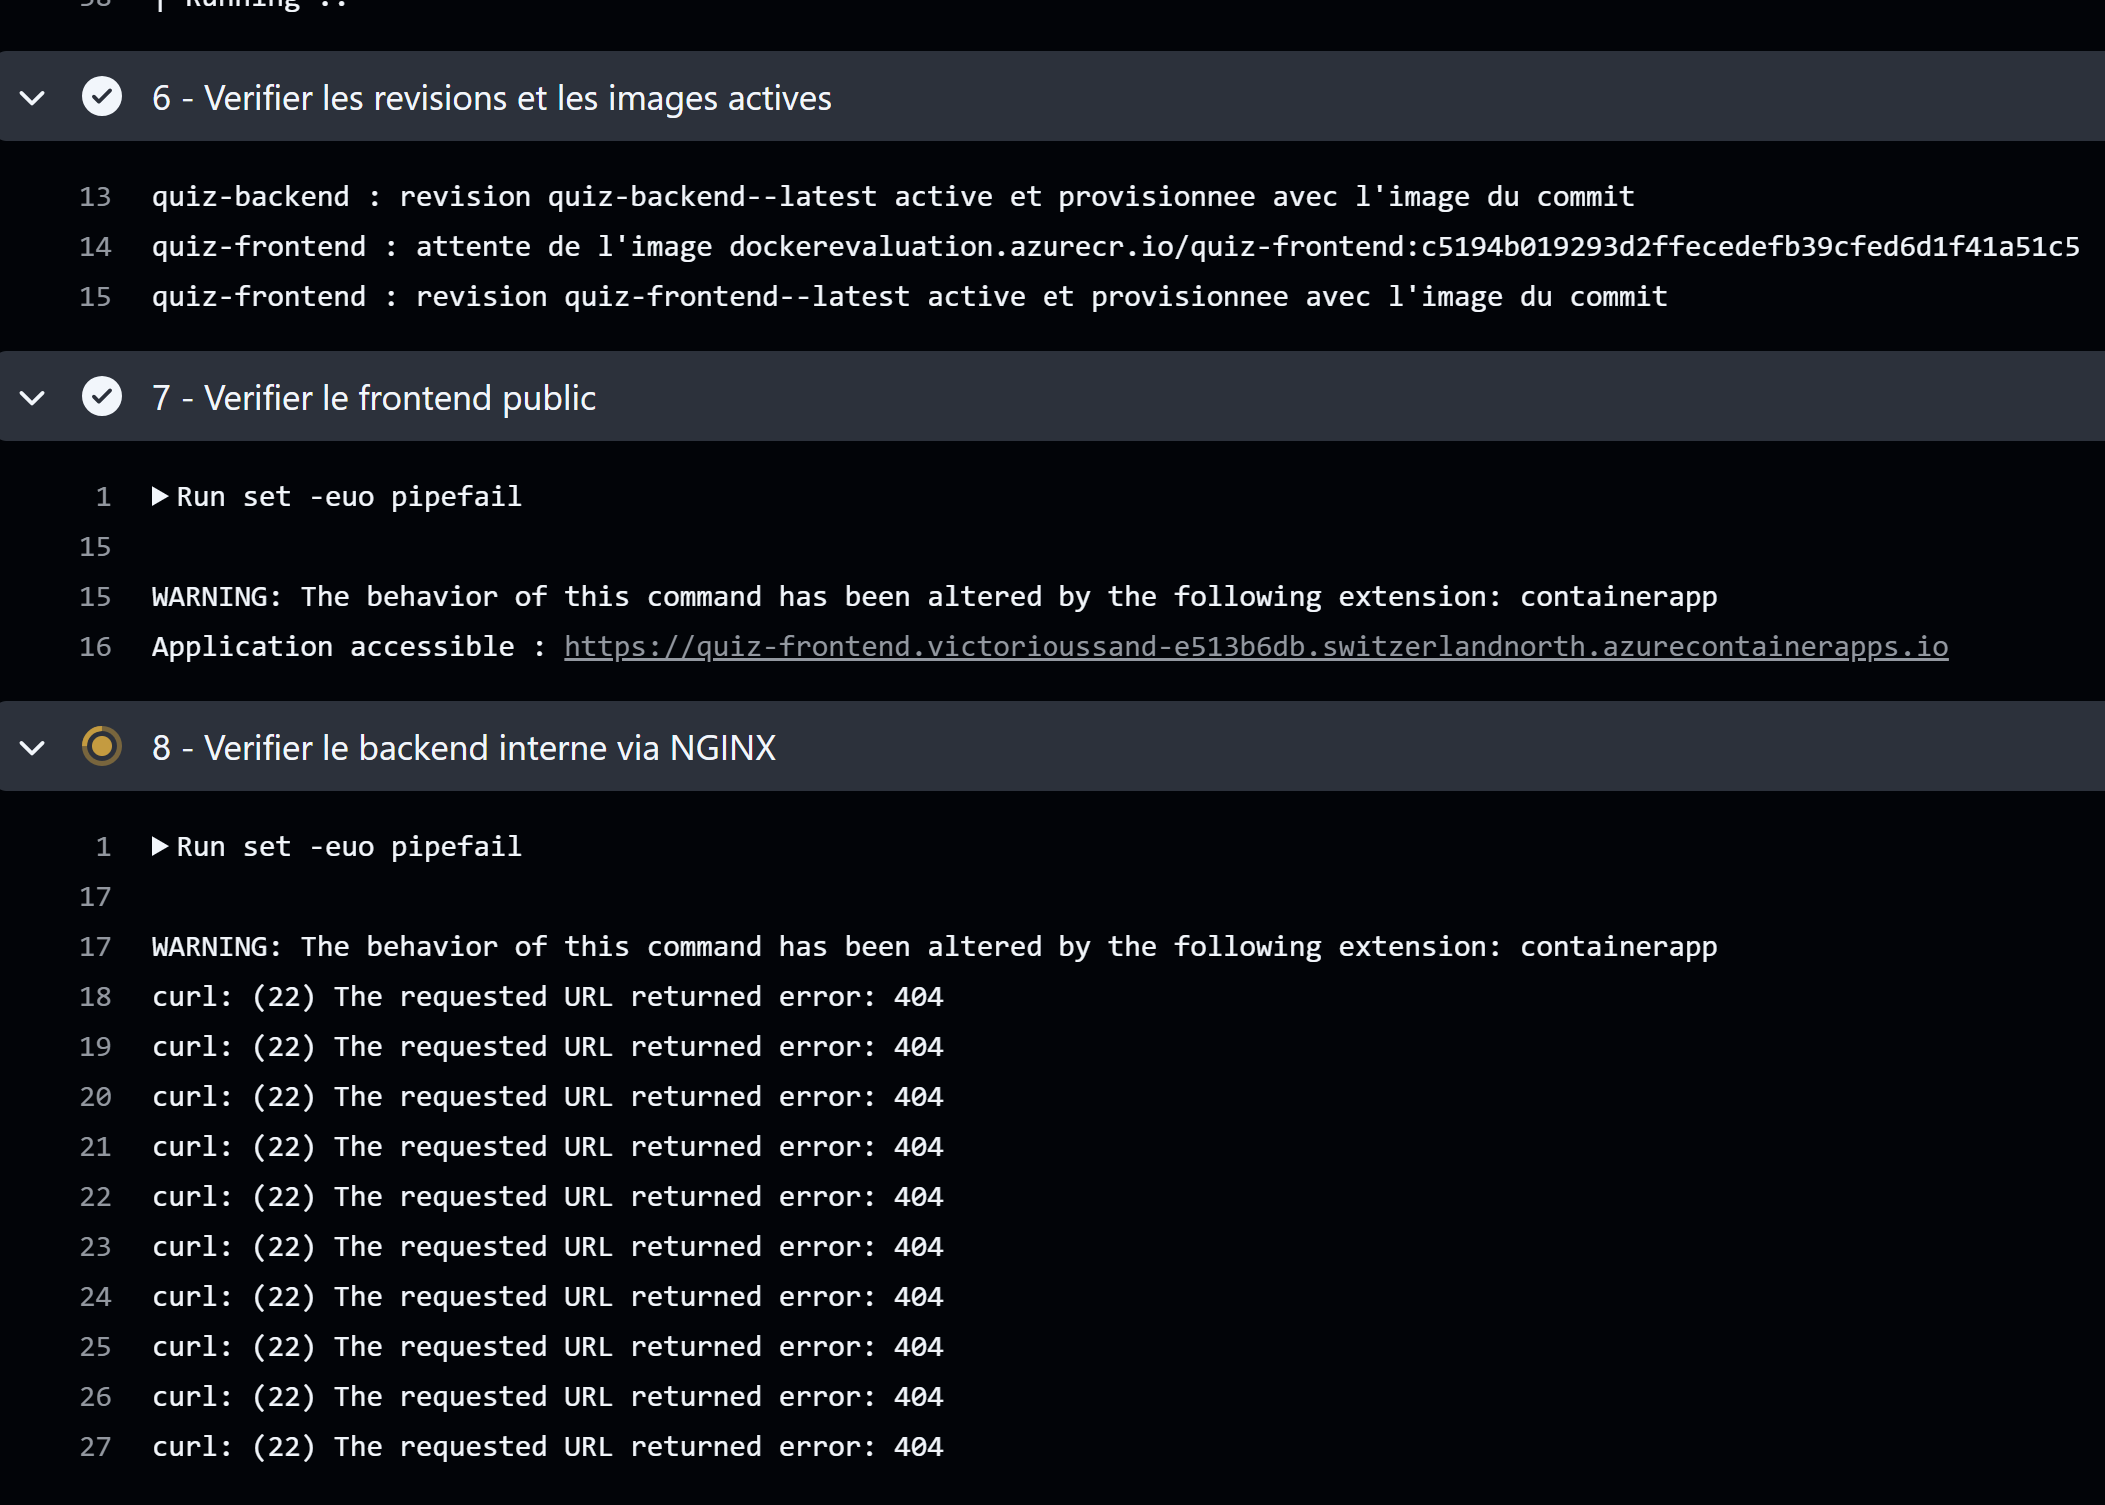 | Running ..
6 - Verifier les revisions et les images actives
13 quiz-backend : revision quiz-backend--latest active et provisionnee avec l'image du commit
14 quiz-frontend : attente de l'image dockerevaluation.azurecr.io/quiz-frontend:c5194b019293d2ffecedefb39cfed6d1f41a51c5
15 quiz-frontend : revision quiz-frontend--latest active et provisionnee avec l'image du commit
7 - Verifier le frontend public
1 Run set -euo pipefail
15
15 WARNING: The behavior of this command has been altered by the following extension: containerapp
16 Application accessible : https://quiz-frontend.victorioussand-e513b6db.switzerlandnorth.azurecontainerapps.io
8 - Verifier le backend interne via NGINX
1 Run set -euo pipefail
17
17 WARNING: The behavior of this command has been altered by the following extension: containerapp
18 curl: (22) The requested URL returned error: 404
19 curl: (22) The requested URL returned error: 404
20 curl: (22) The requested URL returned error: 404
21 curl: (22) The requested URL returned error: 404
22 curl: (22) The requested URL returned error: 404
23 curl: (22) The requested URL returned error: 404
24 curl: (22) The requested URL returned error: 404
25 curl: (22) The requested URL returned error: 404
26 curl: (22) The requested URL returned error: 404
27 curl: (22) The requested URL returned error: 404